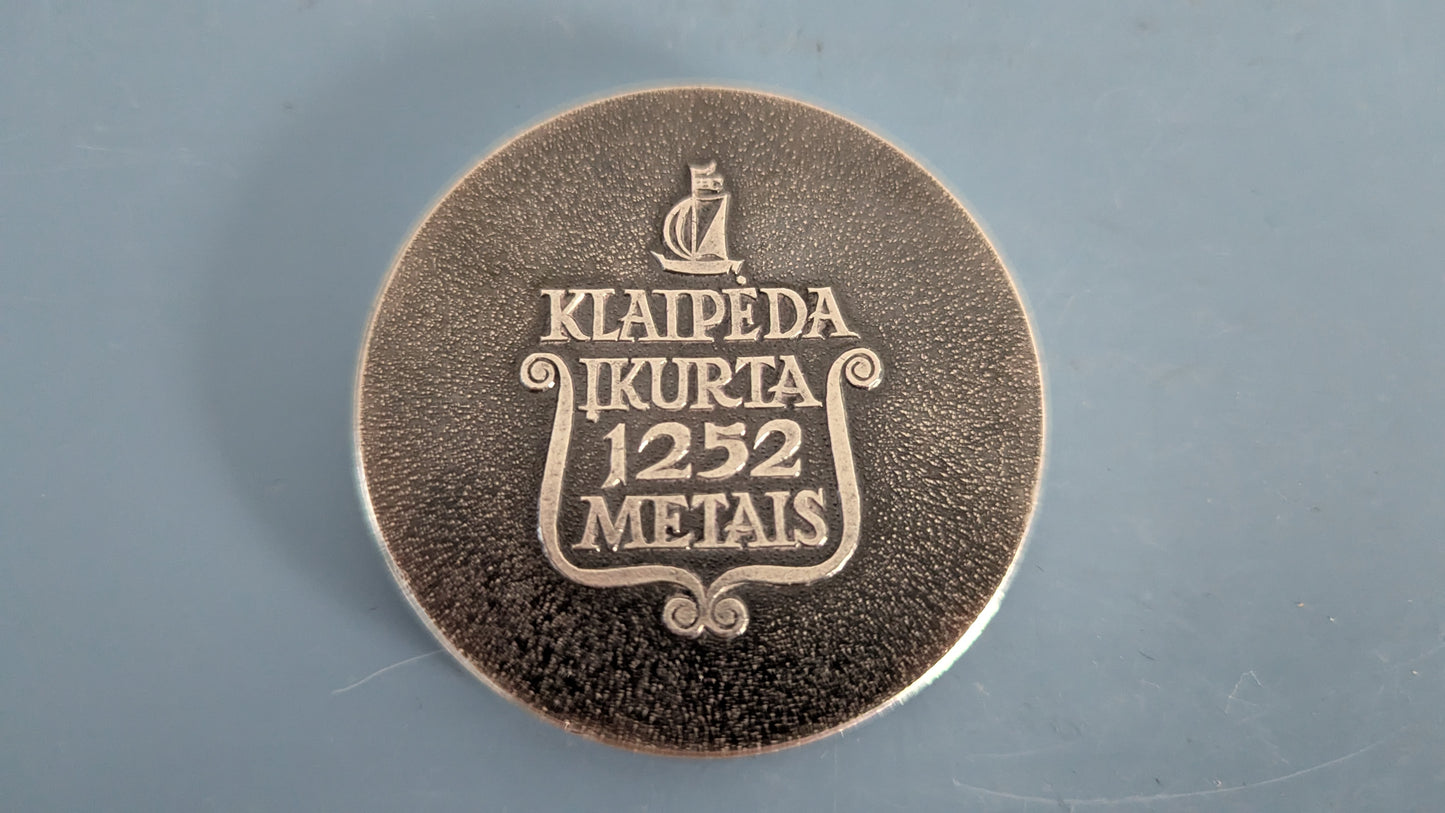 KLAIPĖDA
ĮKURTA
1252
METAIS